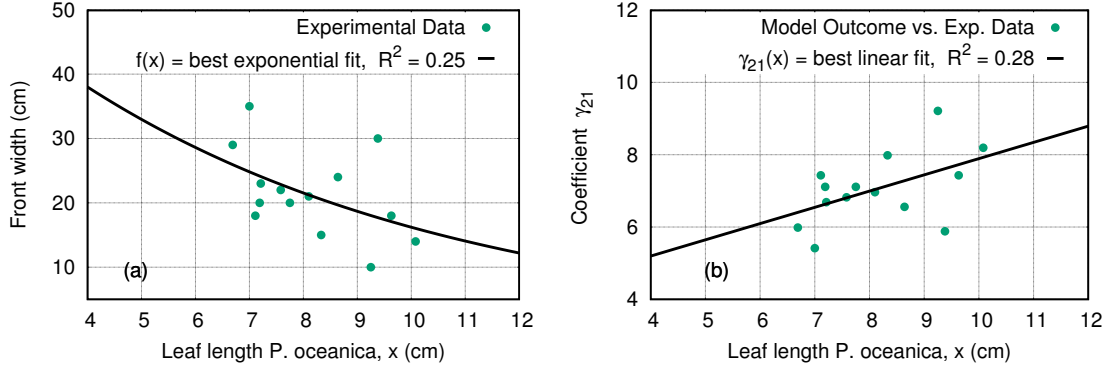 Experimental Data
f(x) = best exponential fit, R² = 0.25
Front width (cm)
50
40
30
20
10
(a)
4 5 6 7 8 9 10 11 12
Leaf length P. oceanica, x (cm)
Model Outcome vs. Exp. Data
γ₂₁(x) = best linear fit, R² = 0.28
Coefficient γ₂₁
12
10
8
6
4
(b)
4 5 6 7 8 9 10 11 12
Leaf length P. oceanica, x (cm)